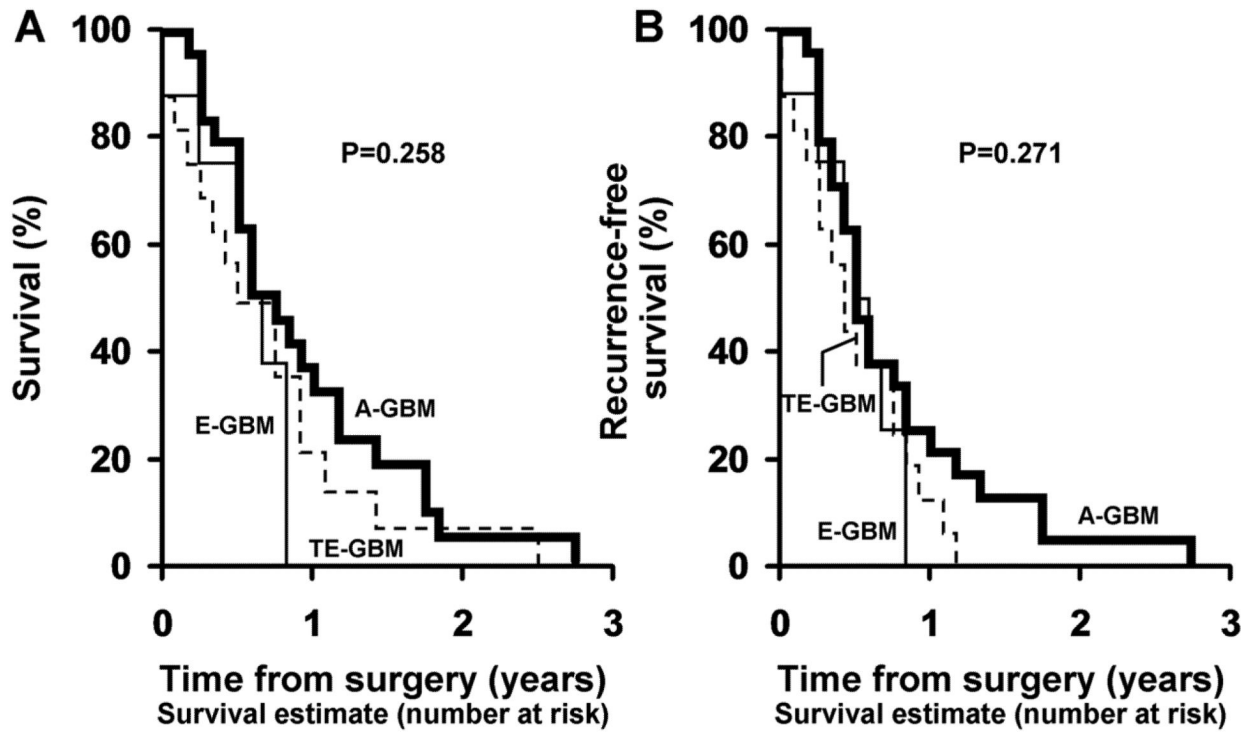 A
100
80
60
40
20
0
Survival (%)
P=0.258
E-GBM
A-GBM
TE-GBM
0 1 2 3
Time from surgery (years)
Survival estimate (number at risk)
B
100
80
60
40
20
0
Recurrence-free
survival (%)
P=0.271
TE-GBM
E-GBM
A-GBM
0 1 2 3
Time from surgery (years)
Survival estimate (number at risk)